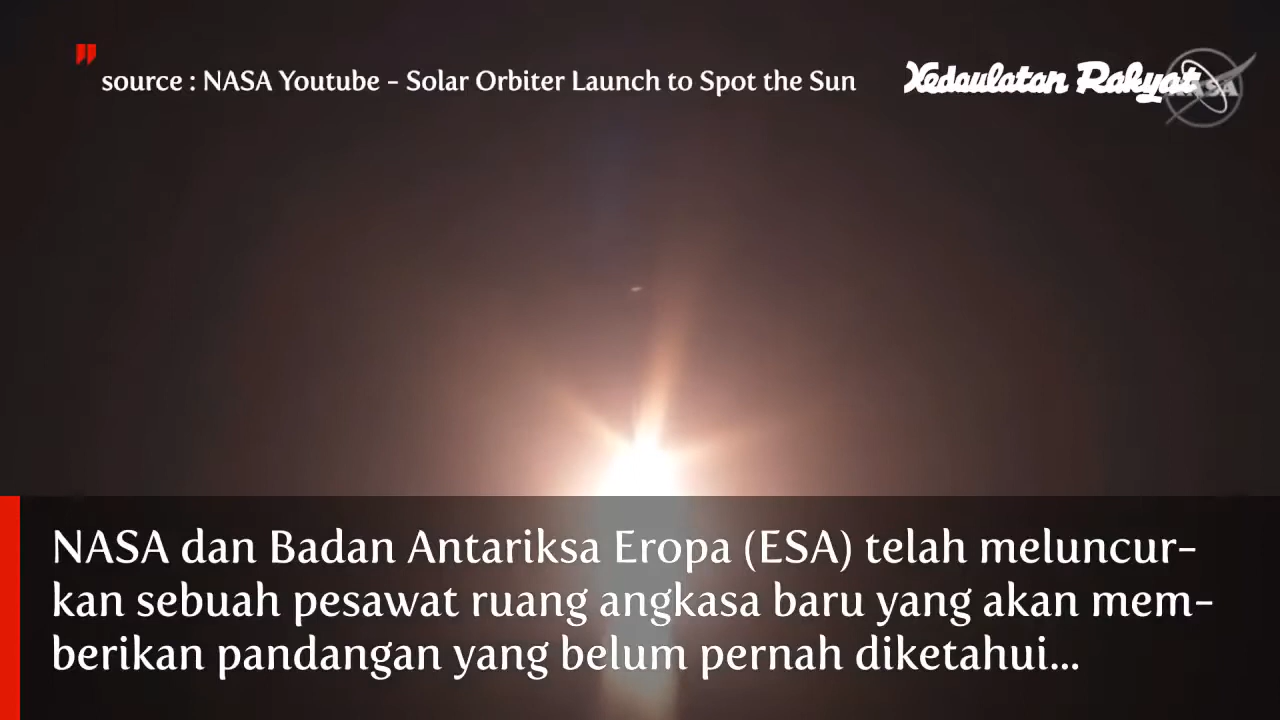 source : NASA Youtube - Solar Orbiter Launch to Spot the Sun
Kedaulatan Rakyat
NASA
NASA dan Badan Antariksa Eropa (ESA) telah meluncur-
kan sebuah pesawat ruang angkasa baru yang akan mem-
berikan pandangan yang belum pernah diketahui...